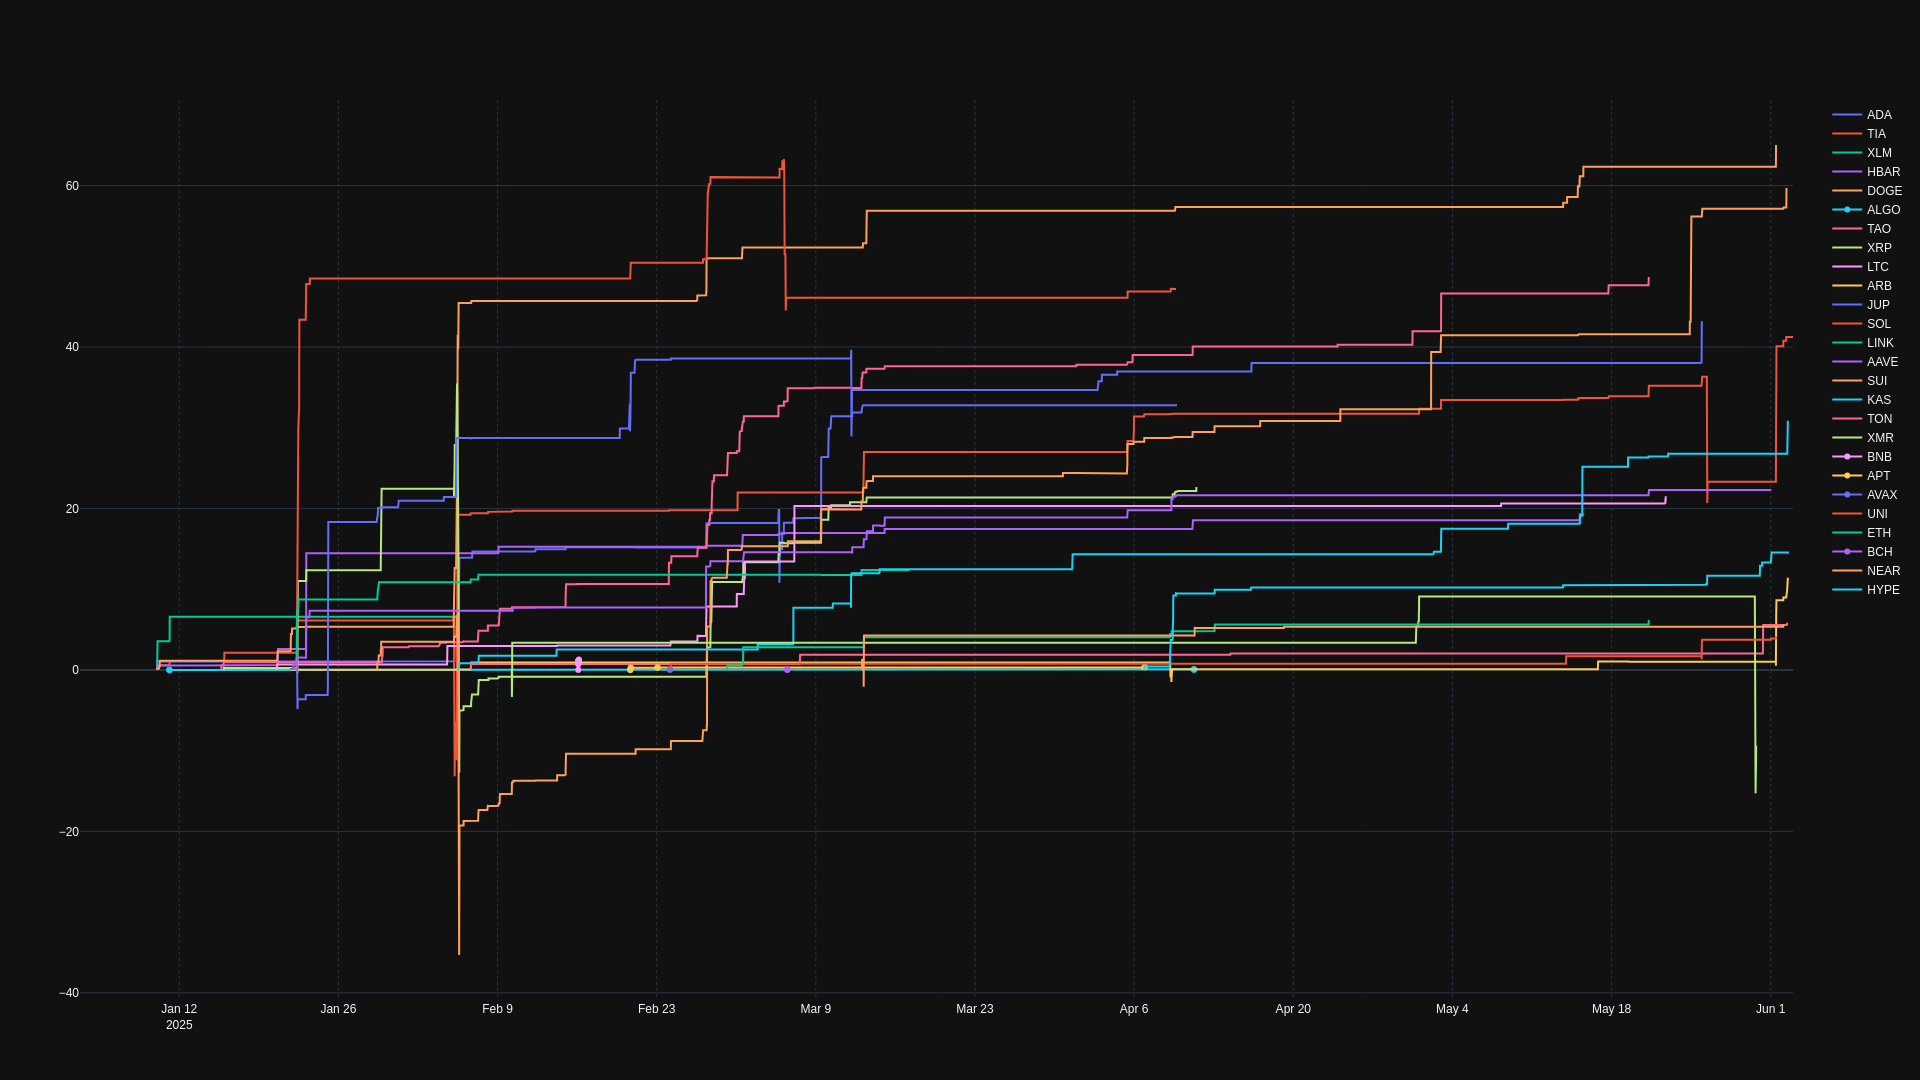 60
40
20
0
−20
−40
Jan 12
2025
Jan 26
Feb 9
Feb 23
Mar 9
Mar 23
Apr 6
Apr 20
May 4
May 18
Jun 1
ADA
TIA
XLM
HBAR
DOGE
ALGO
TAO
XRP
LTC
ARB
JUP
SOL
LINK
AAVE
SUI
KAS
TON
XMR
BNB
APT
AVAX
UNI
ETH
BCH
NEAR
HYPE